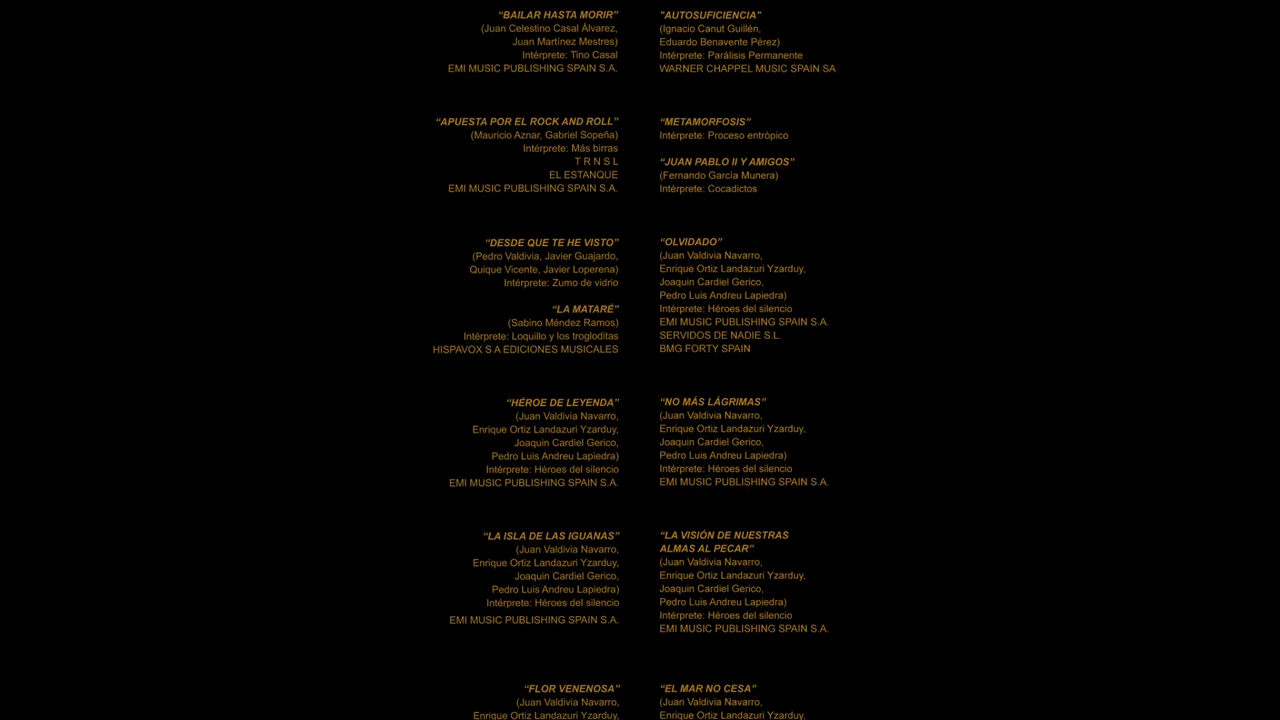 “BAILAR HASTA MORIR”
(Juan Celestino Casal Álvarez,
Juan Martínez Mestres)
Intérprete: Tino Casal
EMI MUSIC PUBLISHING SPAIN S.A.
"AUTOSUFICIENCIA"
(Ignacio Canut Guillén,
Eduardo Benavente Pérez)
Intérprete: Parálisis Permanente
WARNER CHAPPEL MUSIC SPAIN SA
“APUESTA POR EL ROCK AND ROLL”
(Mauricio Aznar, Gabriel Sopeña)
Intérprete: Más birras
T R N S L
EL ESTANQUE
EMI MUSIC PUBLISHING SPAIN S.A.
“METAMORFOSIS”
Intérprete: Proceso entrópico
“JUAN PABLO II Y AMIGOS”
(Fernando García Munera)
Intérprete: Cocadictos
“DESDE QUE TE HE VISTO”
(Pedro Valdivia, Javier Guajardo,
Quique Vicente, Javier Loperena)
Intérprete: Zumo de vidrio
“LA MATARÉ”
(Sabino Méndez Ramos)
Intérprete: Loquillo y los trogloditas
HISPAVOX S A EDICIONES MUSICALES
“OLVIDADO”
(Juan Valdivia Navarro,
Enrique Ortiz Landazuri Yzarduy,
Joaquin Cardiel Gerico,
Pedro Luis Andreu Lapiedra)
Intérprete: Héroes del silencio
EMI MUSIC PUBLISHING SPAIN S.A.
SERVIDOS DE NADIE S.L.
BMG FORTY SPAIN
“HÉROE DE LEYENDA”
(Juan Valdivia Navarro,
Enrique Ortiz Landazuri Yzarduy,
Joaquin Cardiel Gerico,
Pedro Luis Andreu Lapiedra)
Intérprete: Héroes del silencio
EMI MUSIC PUBLISHING SPAIN S.A.
“NO MÁS LÁGRIMAS”
(Juan Valdivia Navarro,
Enrique Ortiz Landazuri Yzarduy,
Joaquin Cardiel Gerico,
Pedro Luis Andreu Lapiedra)
Intérprete: Héroes del silencio
EMI MUSIC PUBLISHING SPAIN S.A.
“LA ISLA DE LAS IGUANAS”
(Juan Valdivia Navarro,
Enrique Ortiz Landazuri Yzarduy,
Joaquin Cardiel Gerico,
Pedro Luis Andreu Lapiedra)
Intérprete: Héroes del silencio
EMI MUSIC PUBLISHING SPAIN S.A.
“LA VISIÓN DE NUESTRAS
ALMAS AL PECAR”
(Juan Valdivia Navarro,
Enrique Ortiz Landazuri Yzarduy,
Joaquin Cardiel Gerico,
Pedro Luis Andreu Lapiedra)
Intérprete: Héroes del silencio
EMI MUSIC PUBLISHING SPAIN S.A.
“FLOR VENENOSA”
(Juan Valdivia Navarro,
Enrique Ortiz Landazuri Yzarduy,
“EL MAR NO CESA”
(Juan Valdivia Navarro,
Enrique Ortiz Landazuri Yzarduy,